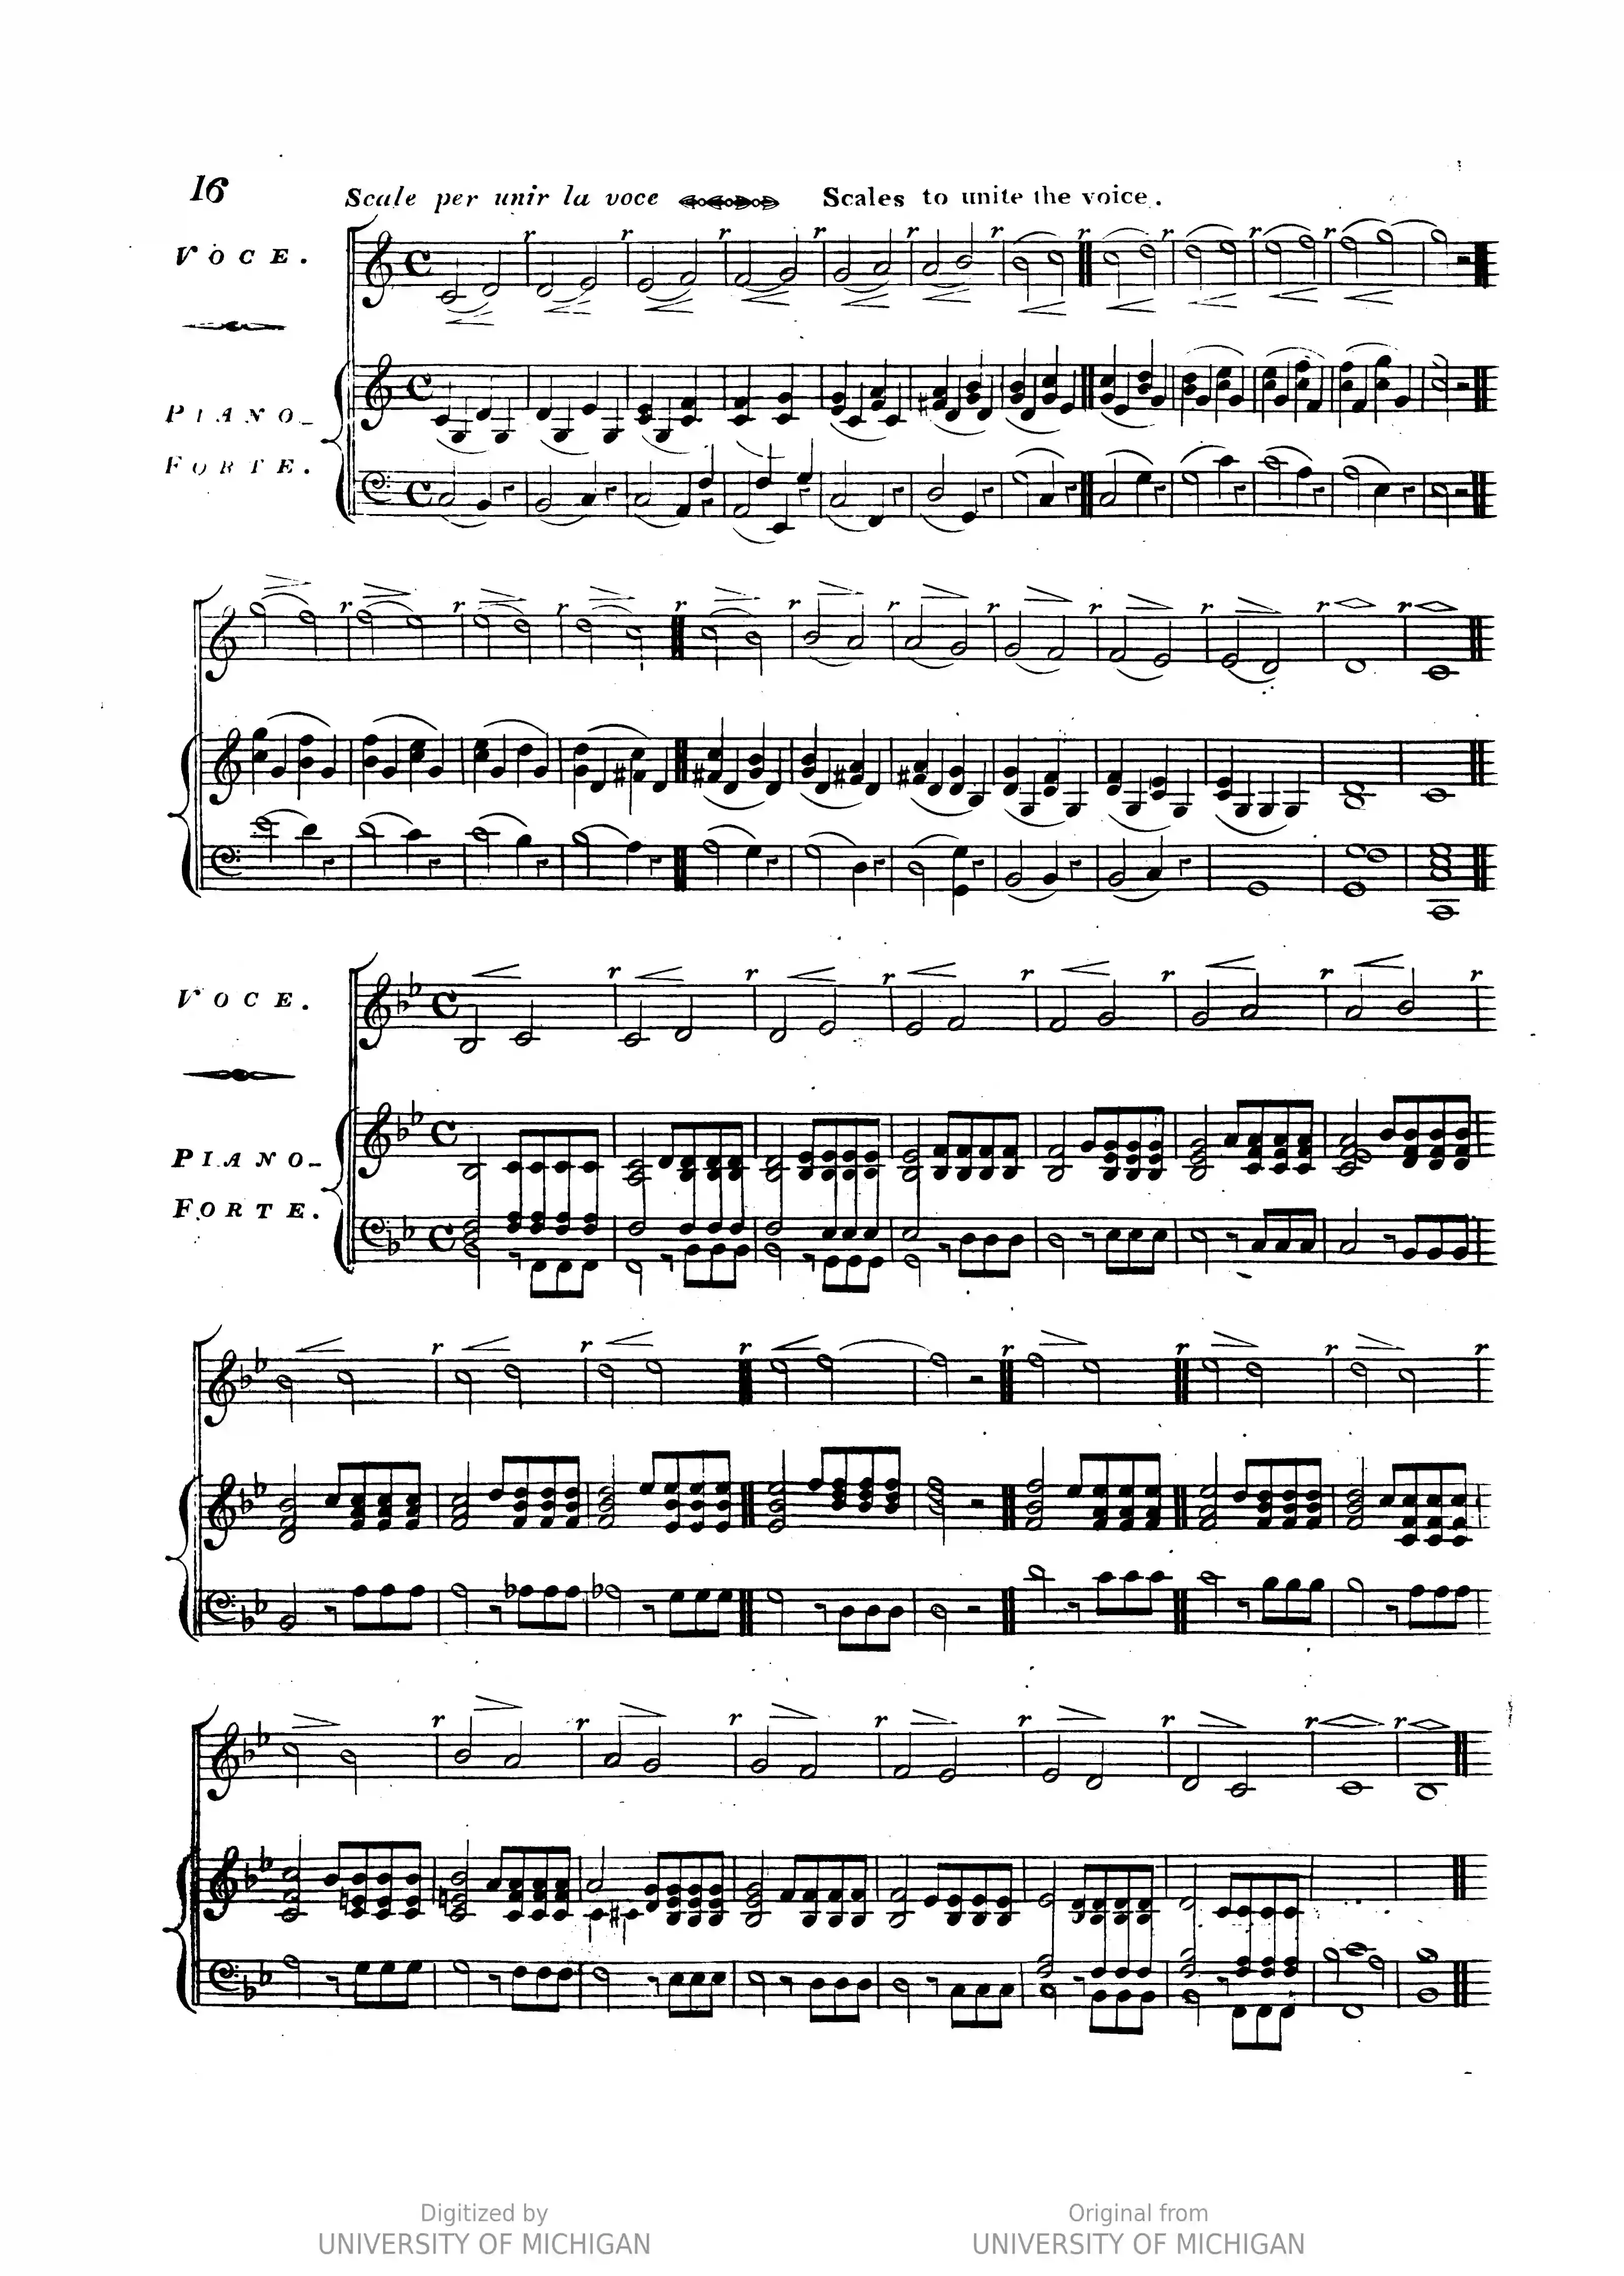 16
Scale per unir la voce Scales to unite the voice.
VOCE.
r r r r r r r r r r
PIANO-
FORTE.
r r r r r r r r r r r
VOCE.
r r r r r r r
PIANO-
FORTE.
r r r r r r r
r r r r r r r r
Digitized by
UNIVERSITY OF MICHIGAN
Original from
UNIVERSITY OF MICHIGAN